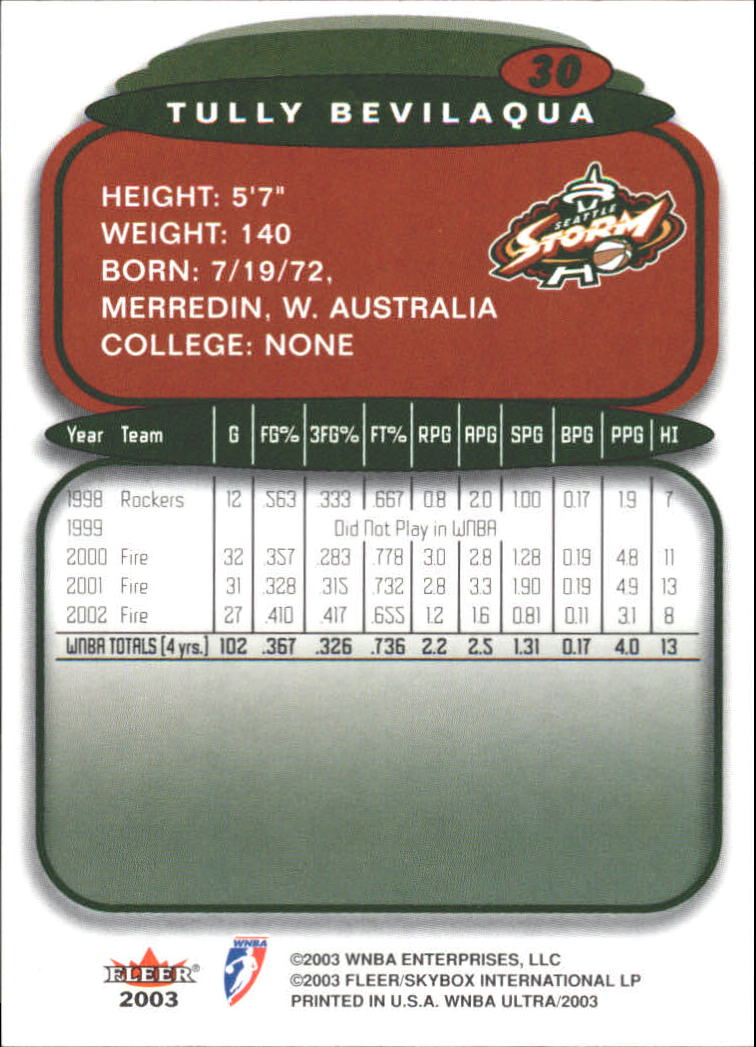 30
TULLY BEVILAQUA
HEIGHT: 5'7"
WEIGHT: 140
BORN: 7/19/72,
MERREDIN, W. AUSTRALIA
COLLEGE: NONE
SEATTLE
STORM
Year Team G FG% 3FG% FT% RPG APG SPG BPG PPG HI
1998 Rockers 12 .563 .333 .667 0.8 2.0 1.00 0.17 1.9 7
1999 Did Not Play in WNBA
2000 Fire 32 .357 .283 .778 3.0 2.8 1.28 0.19 4.8 11
2001 Fire 31 .328 .315 .732 2.8 3.3 1.90 0.19 4.9 13
2002 Fire 27 .410 .417 .655 1.2 1.6 0.81 0.11 3.1 8
WNBA TOTALS (4 yrs.) 102 .367 .326 .736 2.2 2.5 1.31 0.17 4.0 13
FLEER®
2003
WNBA
©2003 WNBA ENTERPRISES, LLC
©2003 FLEER/SKYBOX INTERNATIONAL LP
PRINTED IN U.S.A. WNBA ULTRA/2003